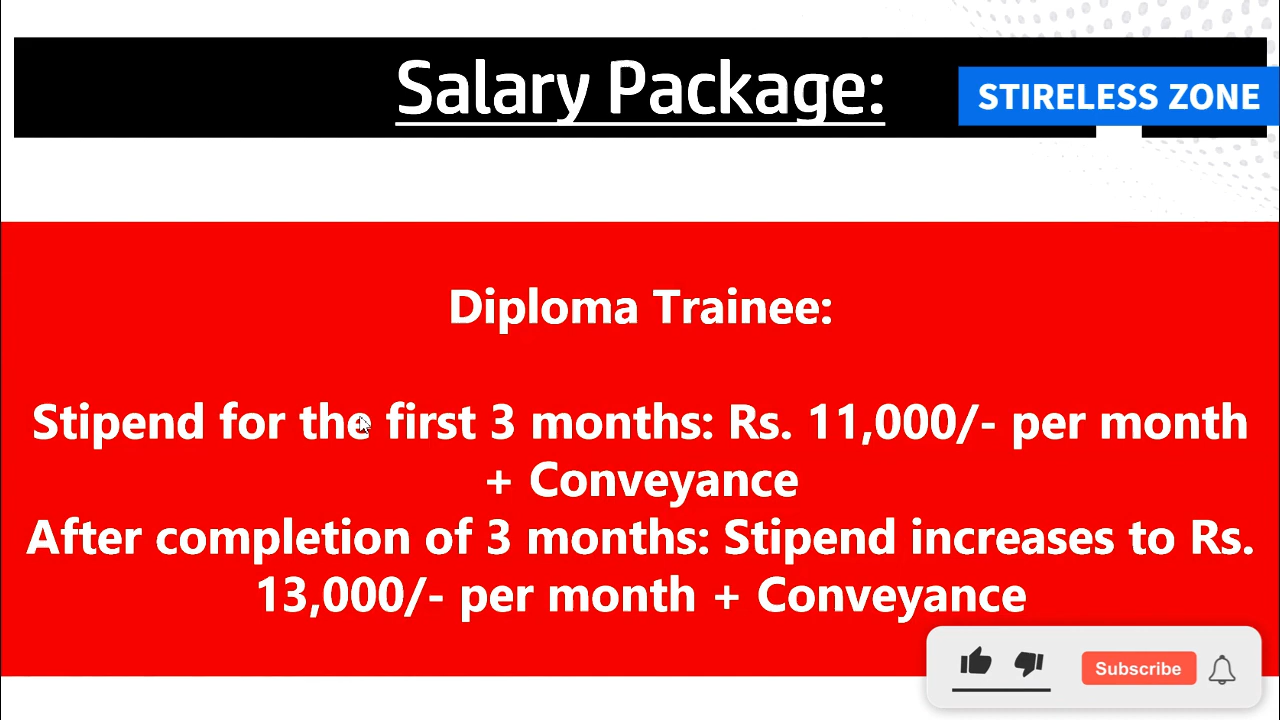 Salary Package:
STIRELESS ZONE
Diploma Trainee:
Stipend for the first 3 months: Rs. 11,000/- per month
+ Conveyance
After completion of 3 months: Stipend increases to Rs.
13,000/- per month + Conveyance
Subscribe